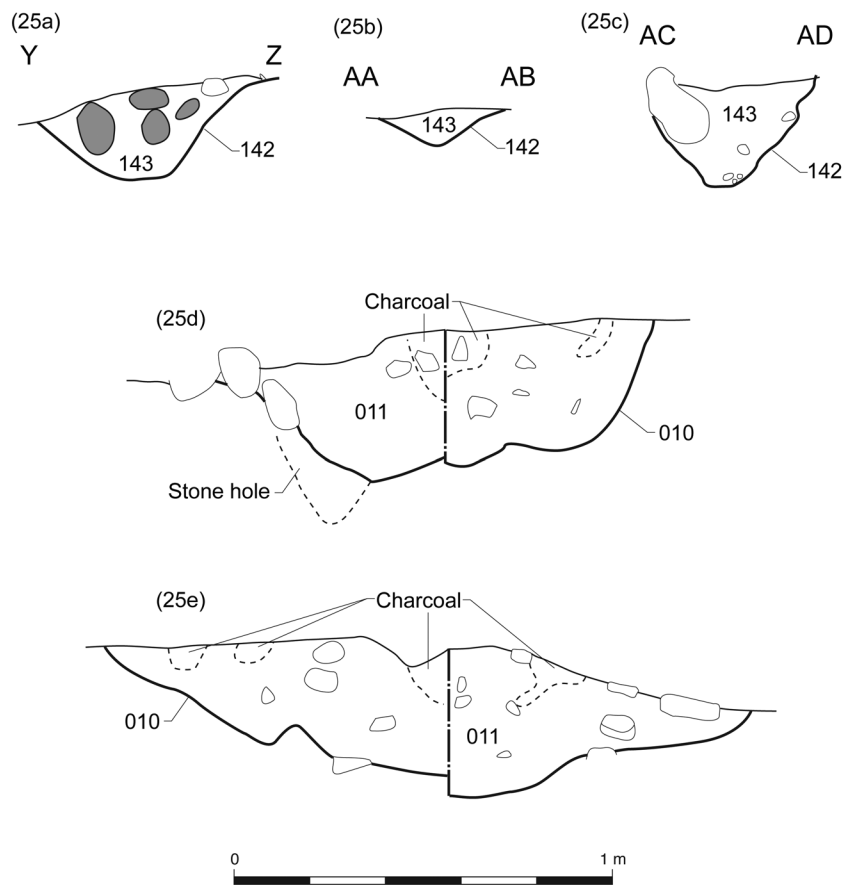 (25a)
Y
Z
143
142
(25b)
AA
AB
143
142
(25c)
AC
AD
143
142
(25d)
Charcoal
011
010
Stone hole
(25e)
Charcoal
010
011
0
1 m